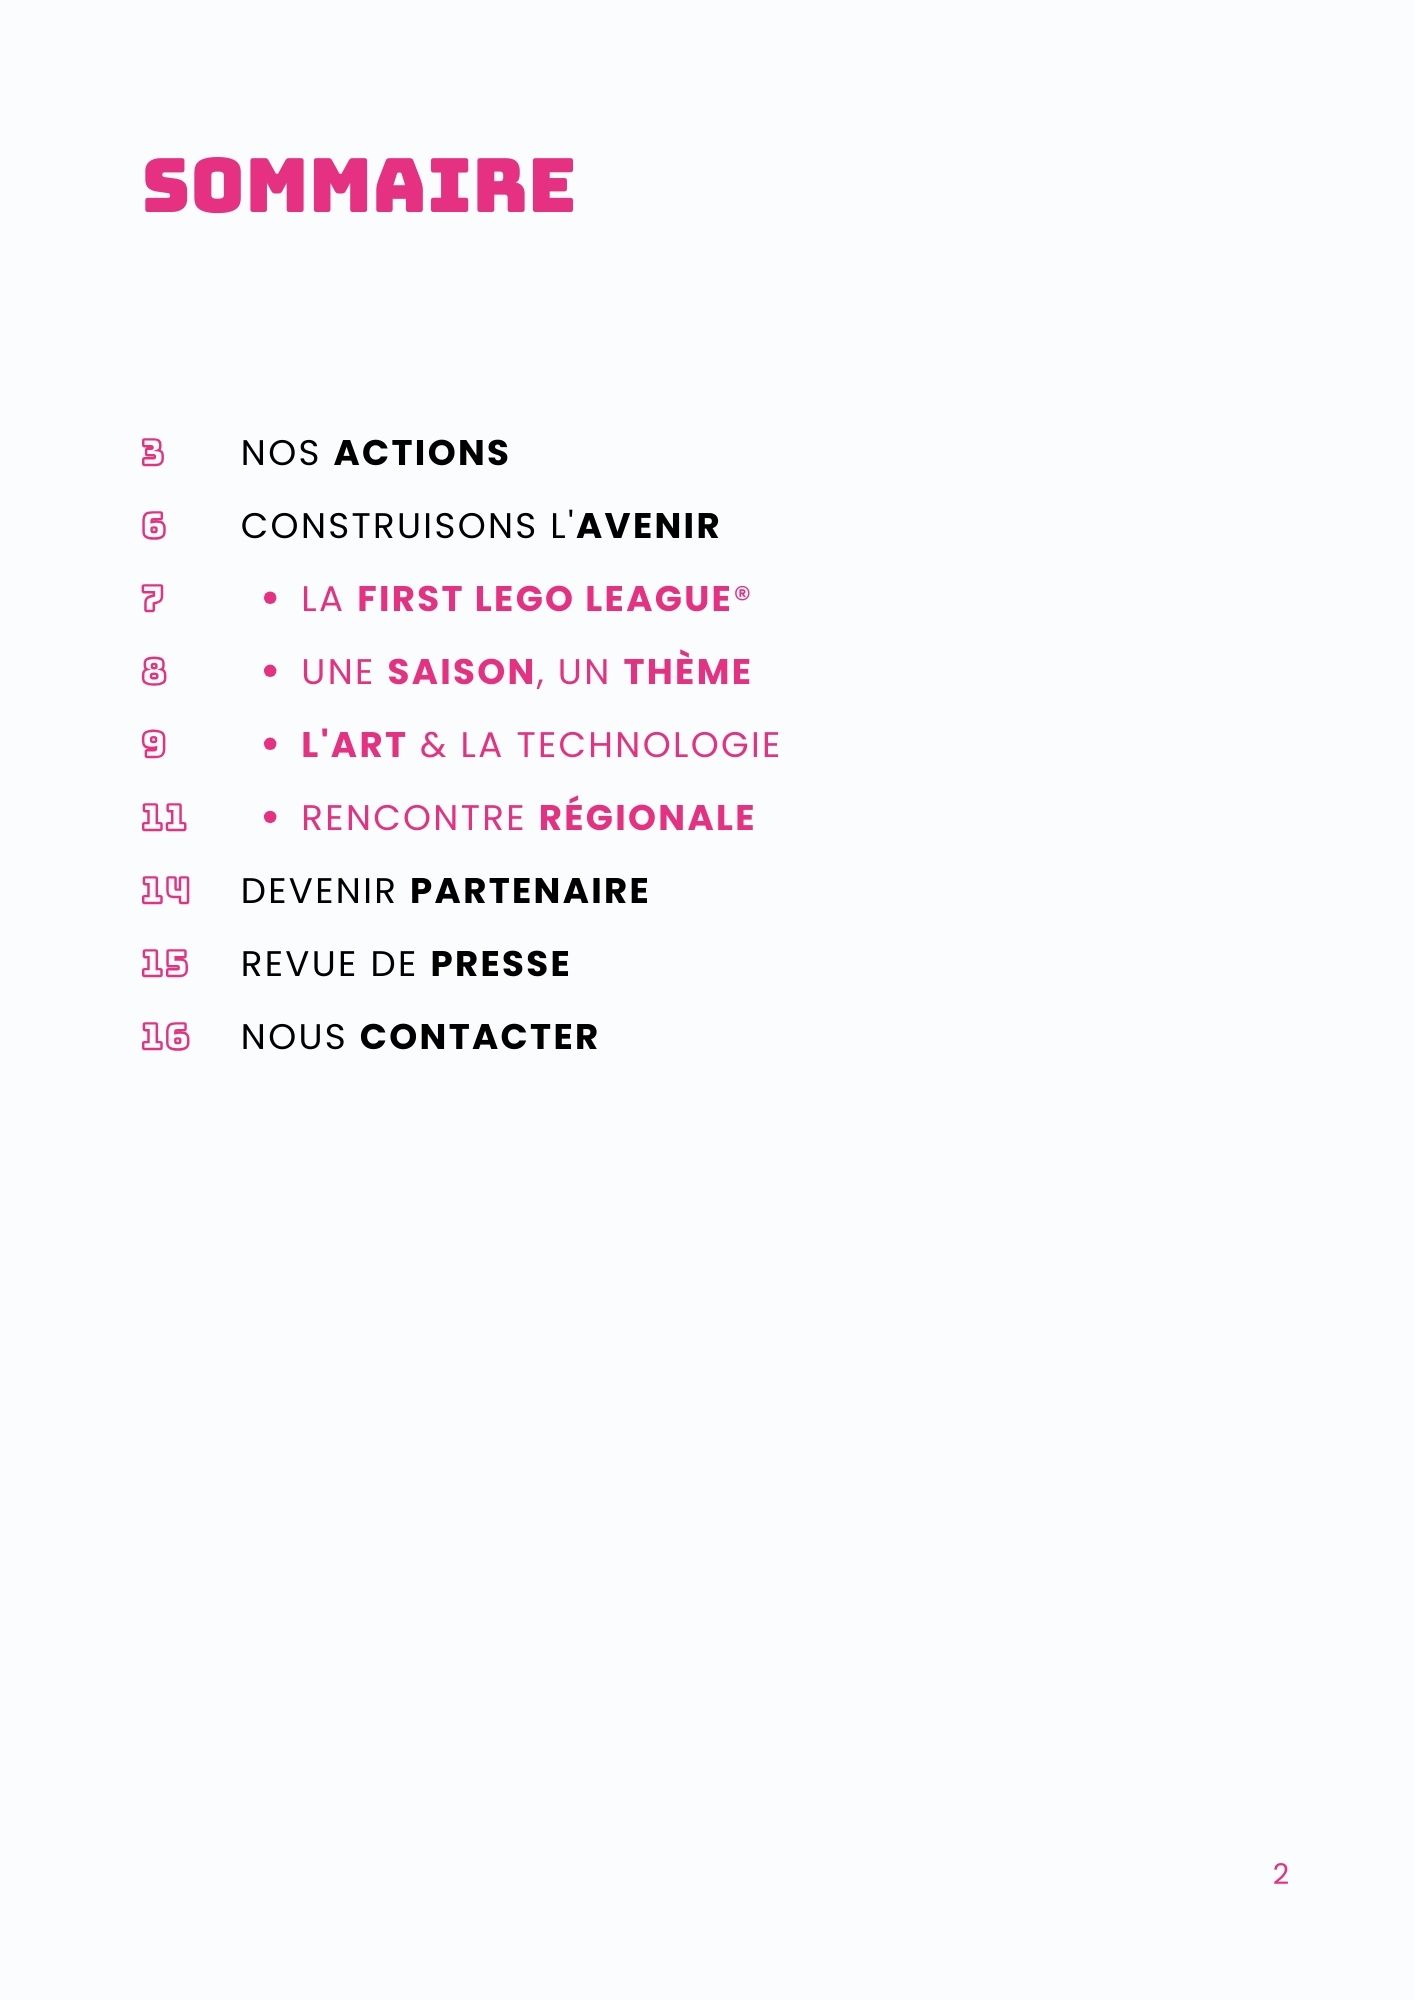 SOMMAIRE
3 NOS ACTIONS
6 CONSTRUISONS L'AVENIR
7 • LA FIRST LEGO LEAGUE®
8 • UNE SAISON, UN THÈME
9 • L'ART & LA TECHNOLOGIE
11 • RENCONTRE RÉGIONALE
14 DEVENIR PARTENAIRE
15 REVUE DE PRESSE
16 NOUS CONTACTER
2